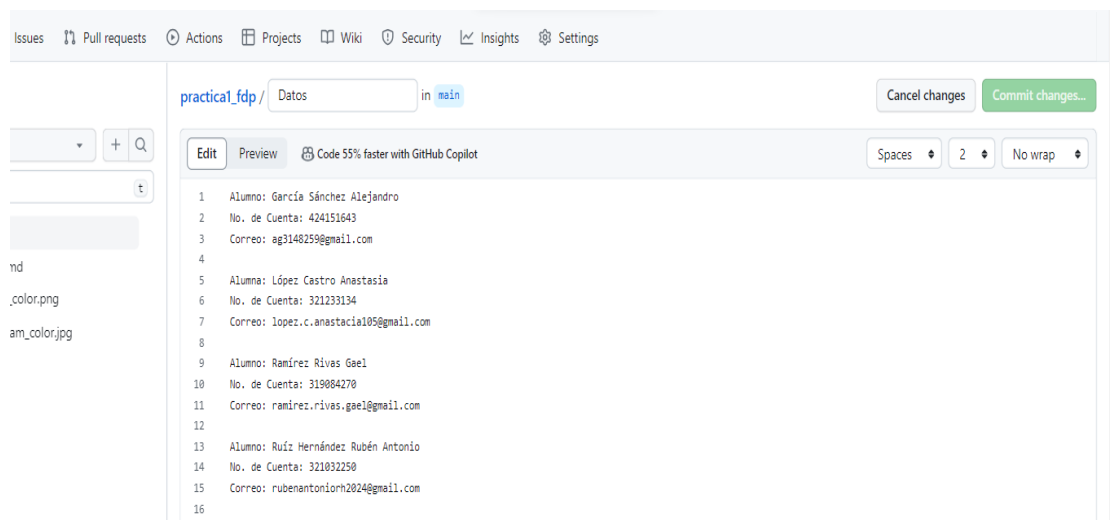 Issues Pull requests Actions Projects Wiki Security Insights Settings
practica1_fdp / Datos in main Cancel changes Commit changes...
Edit Preview Code 55% faster with GitHub Copilot Spaces 2 No wrap
t
_color.png
am_color.jpg
1 Alumno: García Sánchez Alejandro
2 No. de Cuenta: 424151643
3 Correo: ag3148259@gmail.com
4
5 Alumna: López Castro Anastasia
6 No. de Cuenta: 321233134
7 Correo: lopez.c.anastacia105@gmail.com
8
9 Alumno: Ramírez Rivas Gael
10 No. de Cuenta: 319084270
11 Correo: ramirez.rivas.gael@gmail.com
12
13 Alumno: Ruíz Hernández Rubén Antonio
14 No. de Cuenta: 321032250
15 Correo: rubenantoniorh2024@gmail.com
16